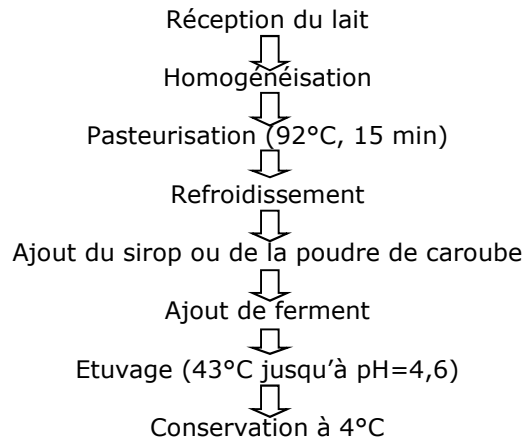 Réception du lait
Homogénéisation
Pasteurisation (92°C, 15 min)
Refroidissement
Ajout du sirop ou de la poudre de caroube
Ajout de ferment
Etuvage (43°C jusqu’à pH=4,6)
Conservation à 4°C